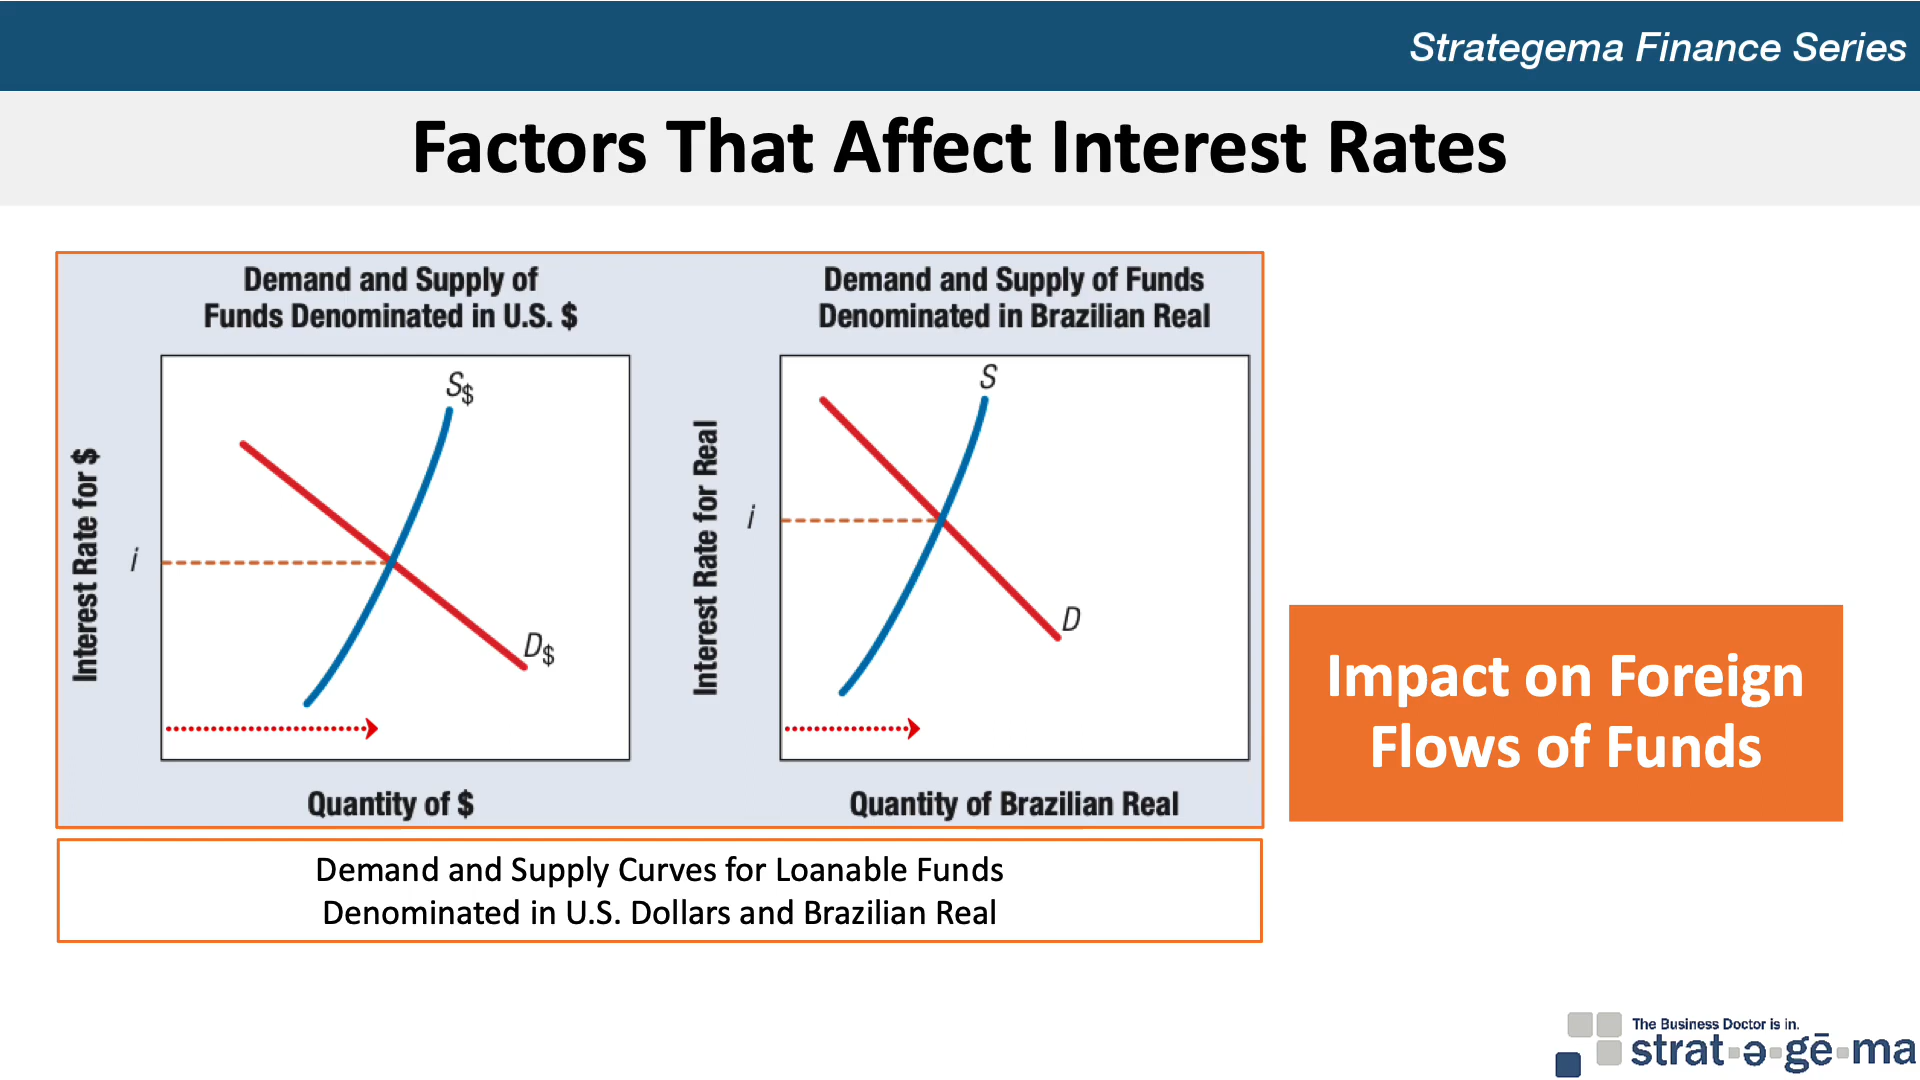 Strategema Finance Series
Factors That Affect Interest Rates
Demand and Supply of
Funds Denominated in U.S. $
S$
Interest Rate for $
i
D$
Quantity of $
Demand and Supply of Funds
Denominated in Brazilian Real
S
Interest Rate for Real
i
D
Quantity of Brazilian Real
Impact on Foreign
Flows of Funds
Demand and Supply Curves for Loanable Funds
Denominated in U.S. Dollars and Brazilian Real
The Business Doctor is in.
strat-ə-gē-ma